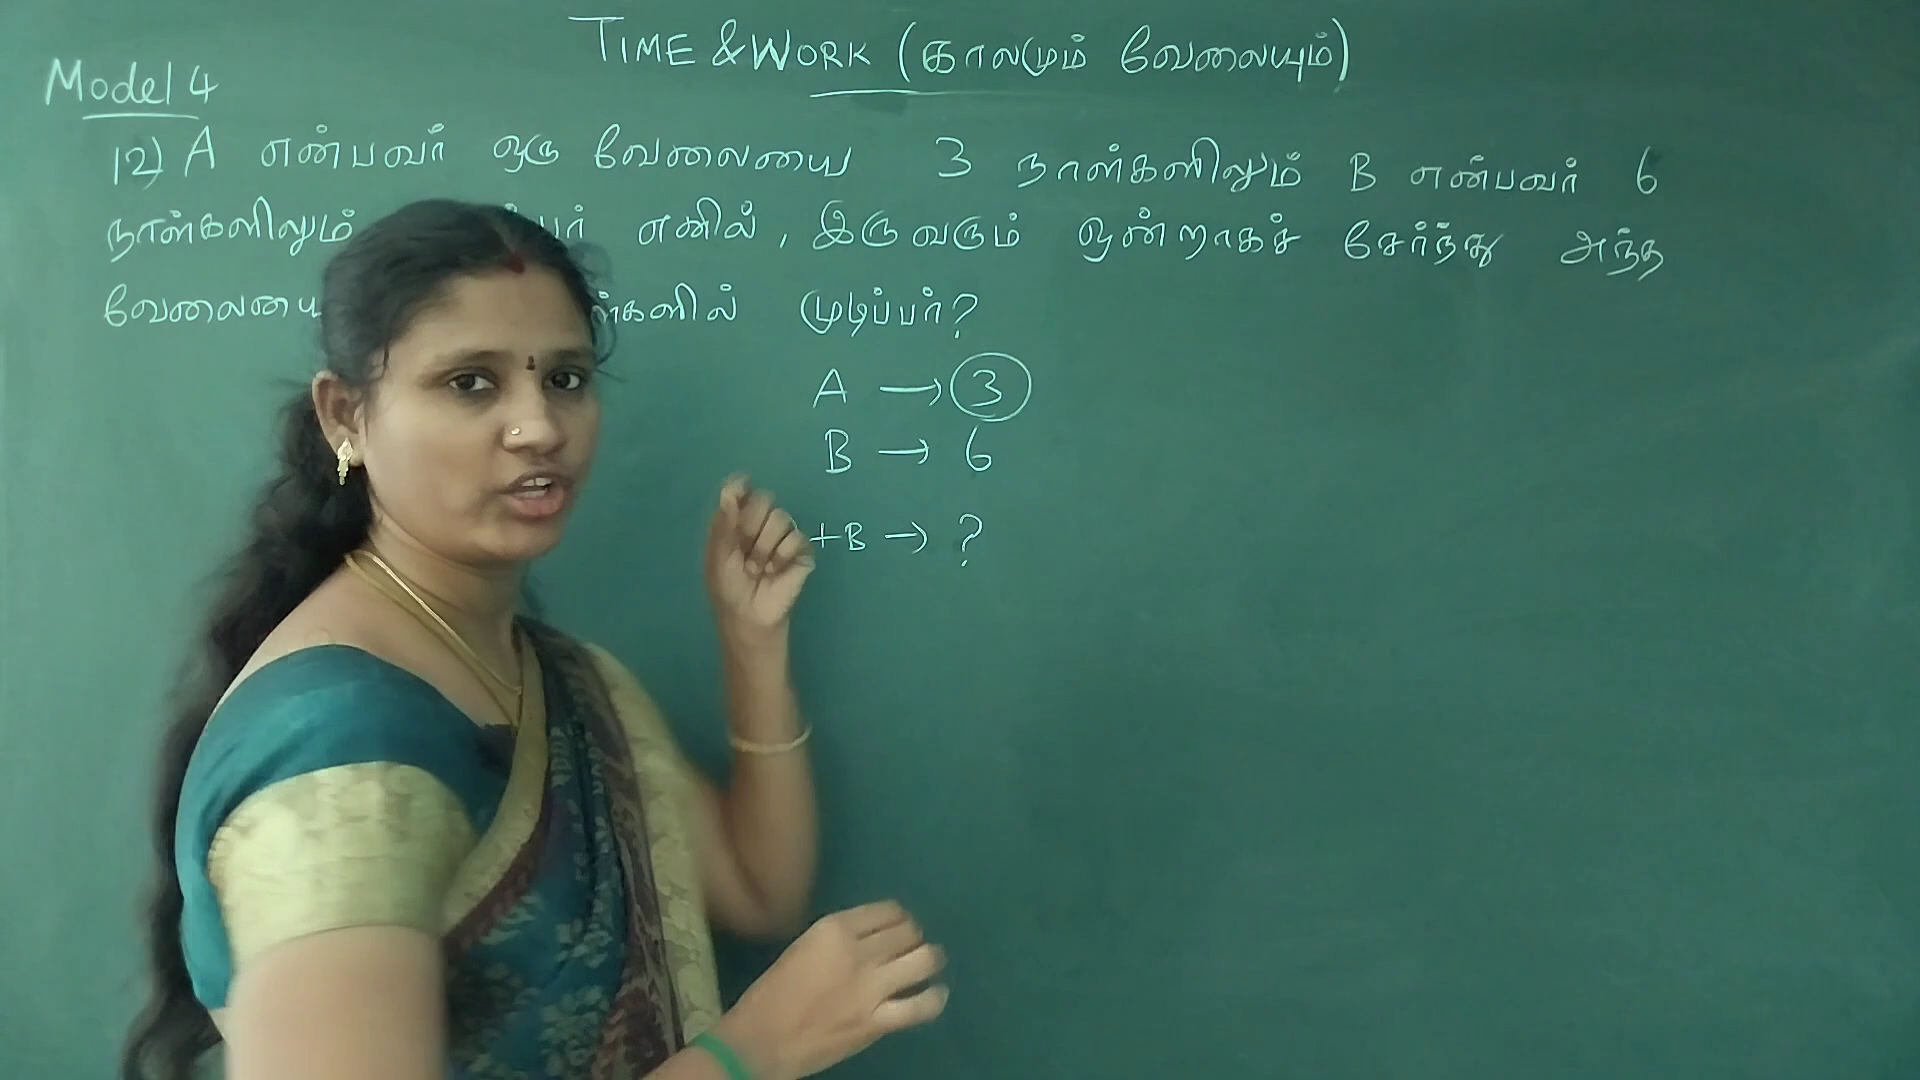 TIME & WORK (காலமும் வேலையும்)
Model 4
12) A என்பவர் ஒரு வேலையை 3 நாள்களிலும் B என்பவர் 6
நாள்களிலும் எனில், இருவரும் ஒன்றாகச் சேர்ந்து அந்த
முடிப்பர்?
A → 3
B → 6
+B → ?